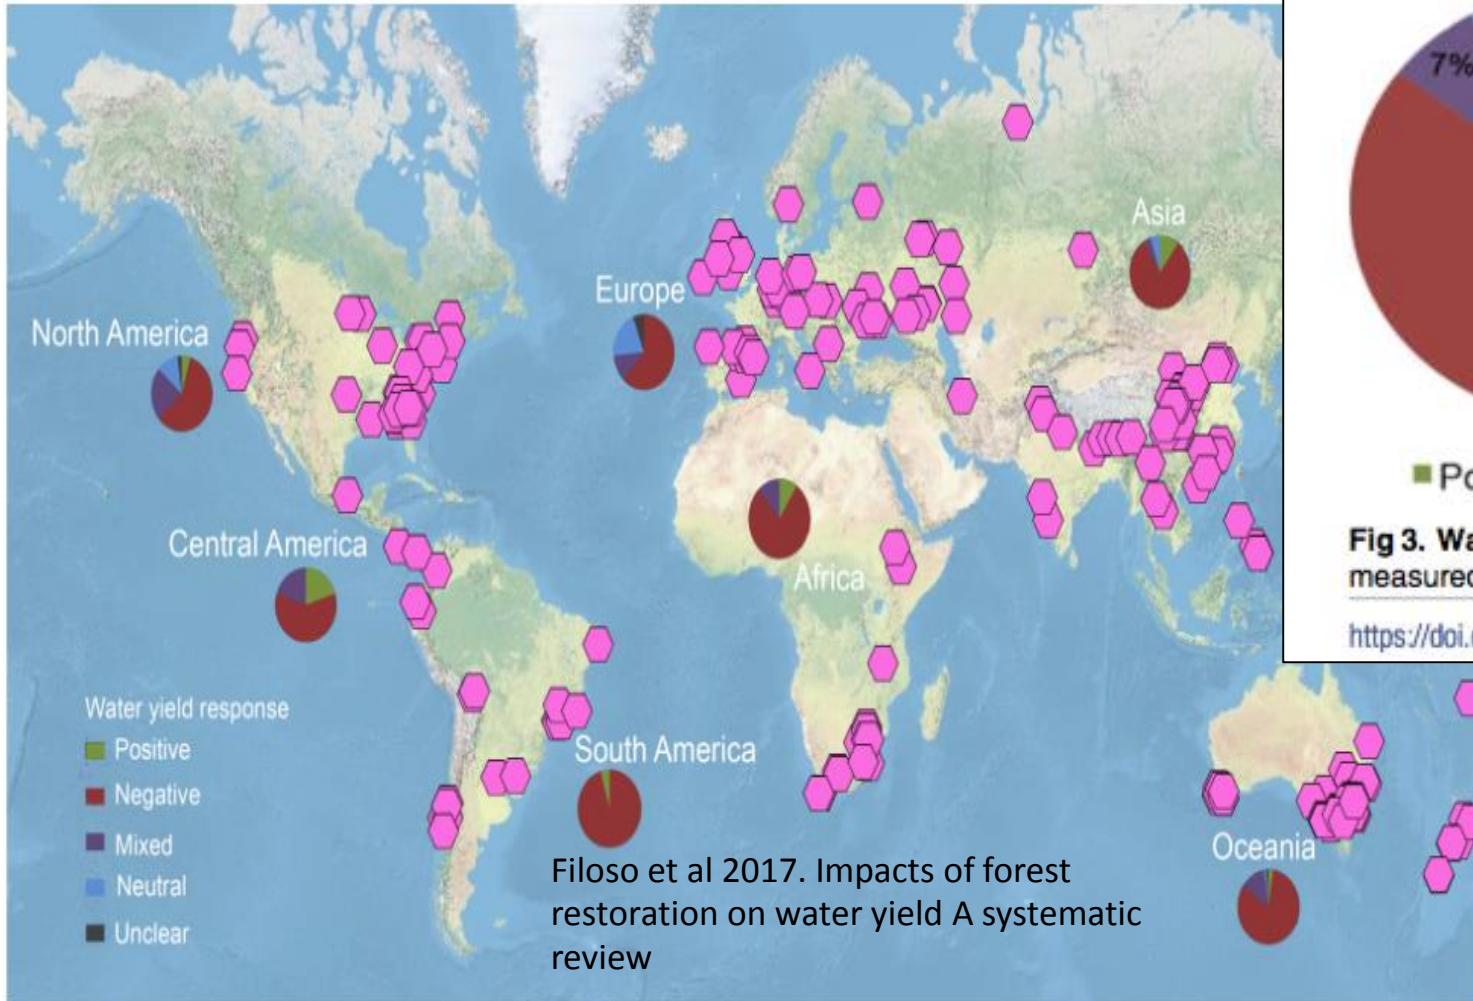 7%
Asia
Europe
North America
Central America
Africa
Po
Fig 3. Wa
measured
https://doi.
Water yield response
Positive
Negative
Mixed
Neutral
Unclear
South America
Oceania
Filoso et al 2017. Impacts of forest
restoration on water yield A systematic
review